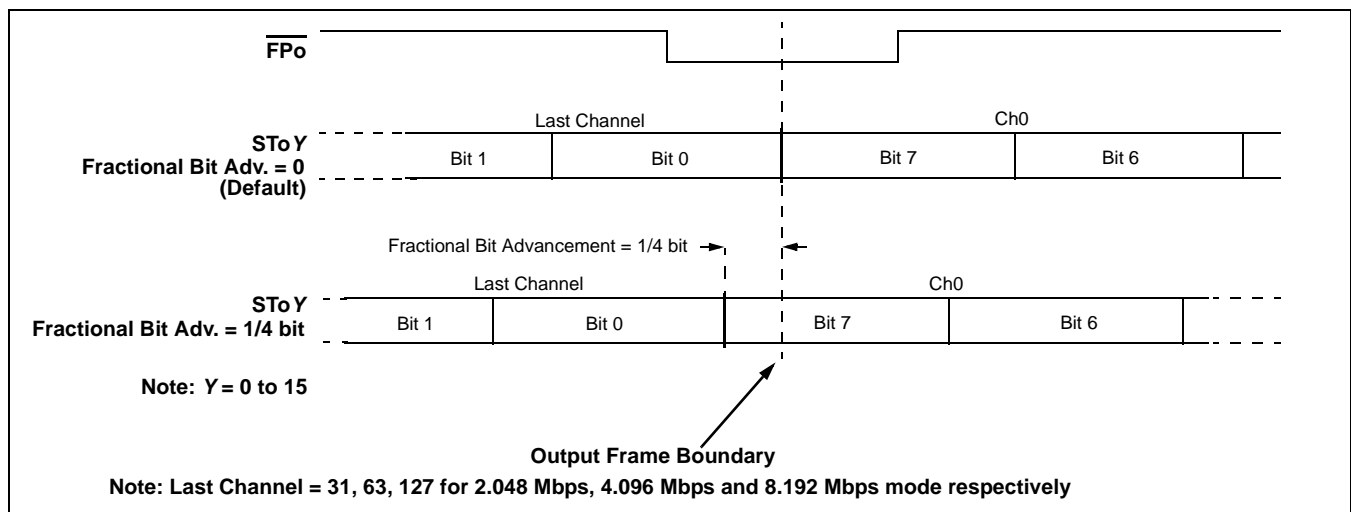 FPo
Last Channel Ch0
SToY
Fractional Bit Adv. = 0
(Default)
Bit 1 Bit 0 Bit 7 Bit 6
Fractional Bit Advancement = 1/4 bit
Last Channel Ch0
SToY
Fractional Bit Adv. = 1/4 bit
Bit 1 Bit 0 Bit 7 Bit 6
Note: Y = 0 to 15
Output Frame Boundary
Note: Last Channel = 31, 63, 127 for 2.048 Mbps, 4.096 Mbps and 8.192 Mbps mode respectively